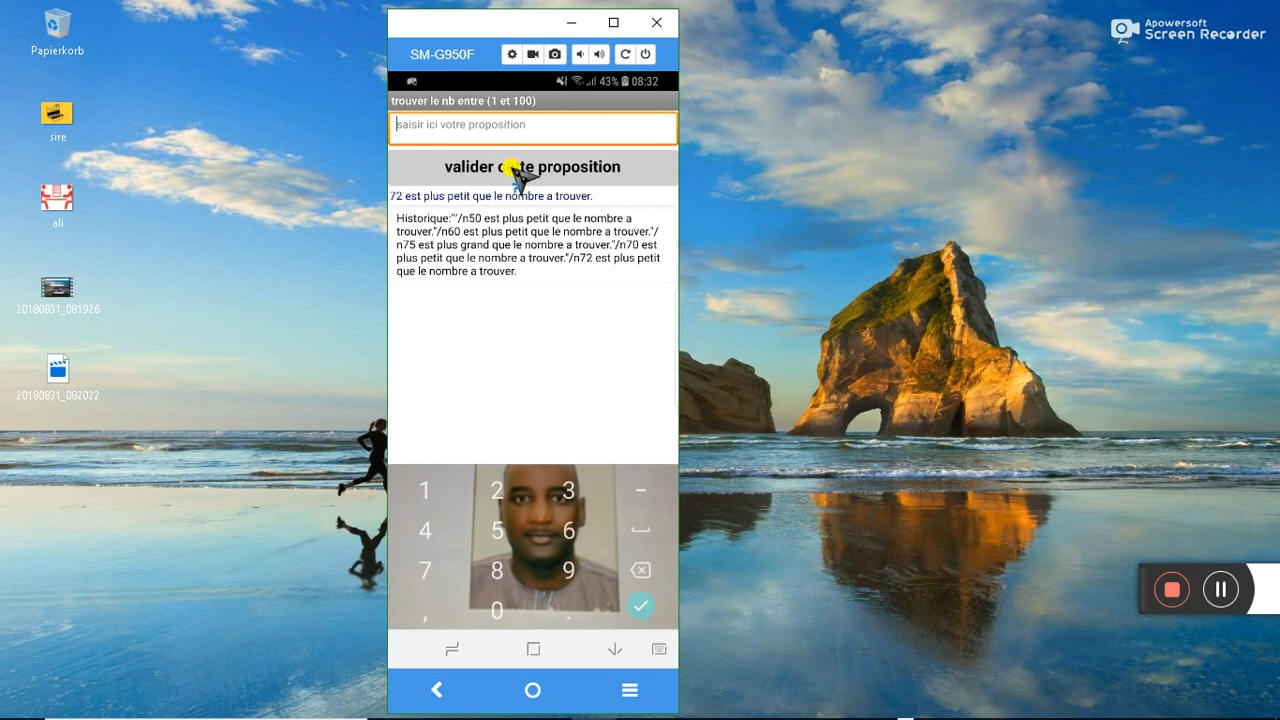 Papierkorb
sire
ali
20180831_081926
20180831_082022
SM-G950F
43% 08:32
trouver le nb entre (1 et 100)
saisir ici votre proposition
valider te proposition
72 est plus petit que le nombre a trouver.
Historique:""/n50 est plus petit que le nombre a
trouver."/n60 est plus petit que le nombre a trouver."/
n75 est plus grand que le nombre a trouver."/n70 est
plus petit que le nombre a trouver."/n72 est plus petit
que le nombre a trouver.
1 2 3 -
4 5 6
7 8 9
, 0 .
Apowersoft
Screen Recorder